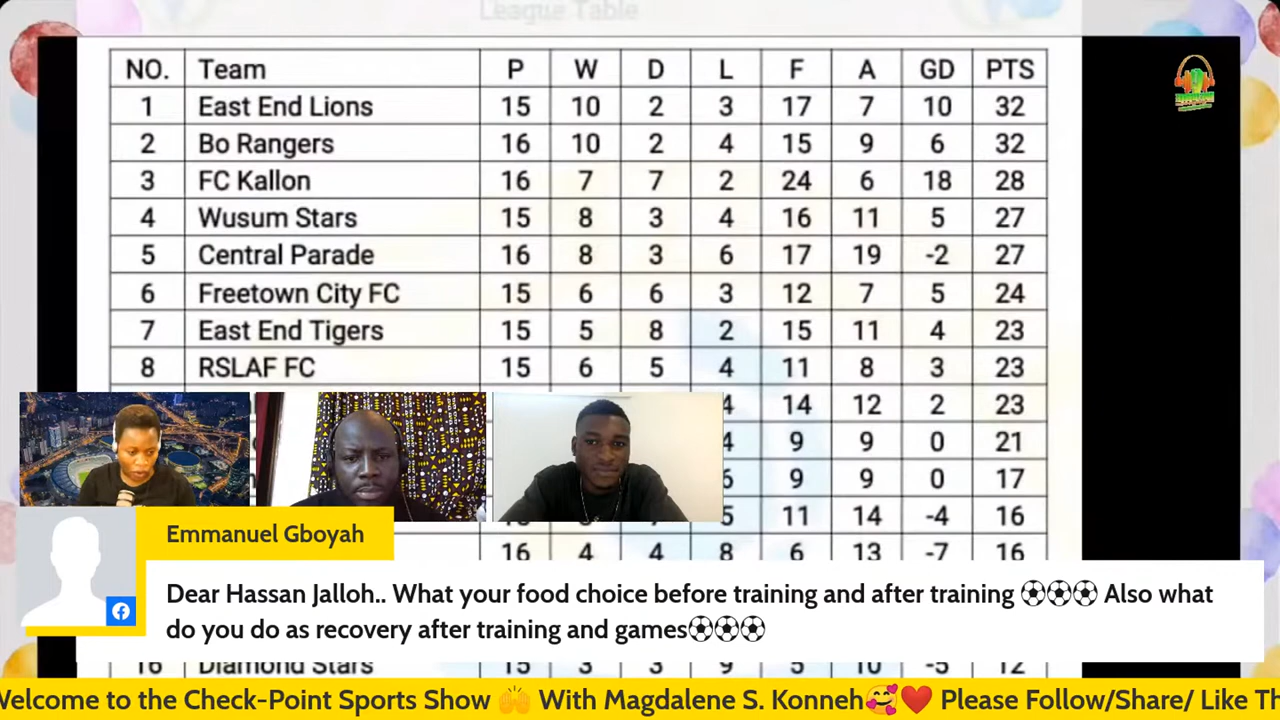 League Table
NO. Team P W D L F A GD PTS
1 East End Lions 15 10 2 3 17 7 10 32
2 Bo Rangers 16 10 2 4 15 9 6 32
3 FC Kallon 16 7 7 2 24 6 18 28
4 Wusum Stars 15 8 3 4 16 11 5 27
5 Central Parade 16 8 3 6 17 19 -2 27
6 Freetown City FC 15 6 6 3 12 7 5 24
7 East End Tigers 15 5 8 2 15 11 4 23
8 RSLAF FC 15 6 5 4 11 8 3 23
4 14 12 2 23
4 9 9 0 21
6 9 9 0 17
5 11 14 -4 16
16 4 4 8 6 13 -7 16
Emmanuel Gboyah
Dear Hassan Jalloh.. What your food choice before training and after training ⚽⚽⚽ Also what
do you do as recovery after training and games⚽⚽⚽
16 Diamond Stars 15 3 3 9 5 10 -5 12
Welcome to the Check-Point Sports Show 🤲 With Magdalene S. Konneh🥰❤️ Please Follow/Share/ Like